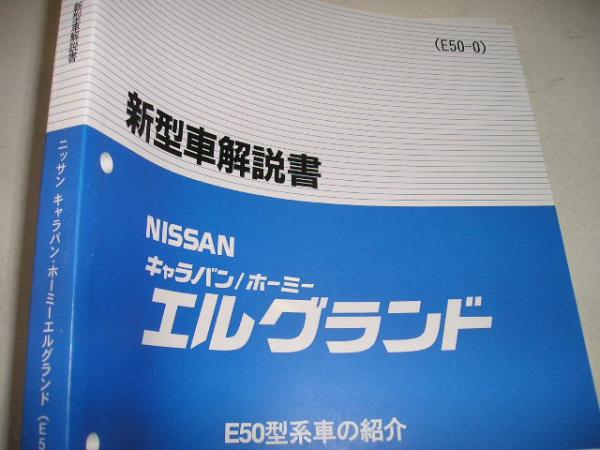 (E50-0)
新型車解説書
NISSAN
キャラバン/ホーミー
エルグランド
E50型系車の紹介
新型車解説書
ニッサン キャラバン・ホーミーエルグランド (E5